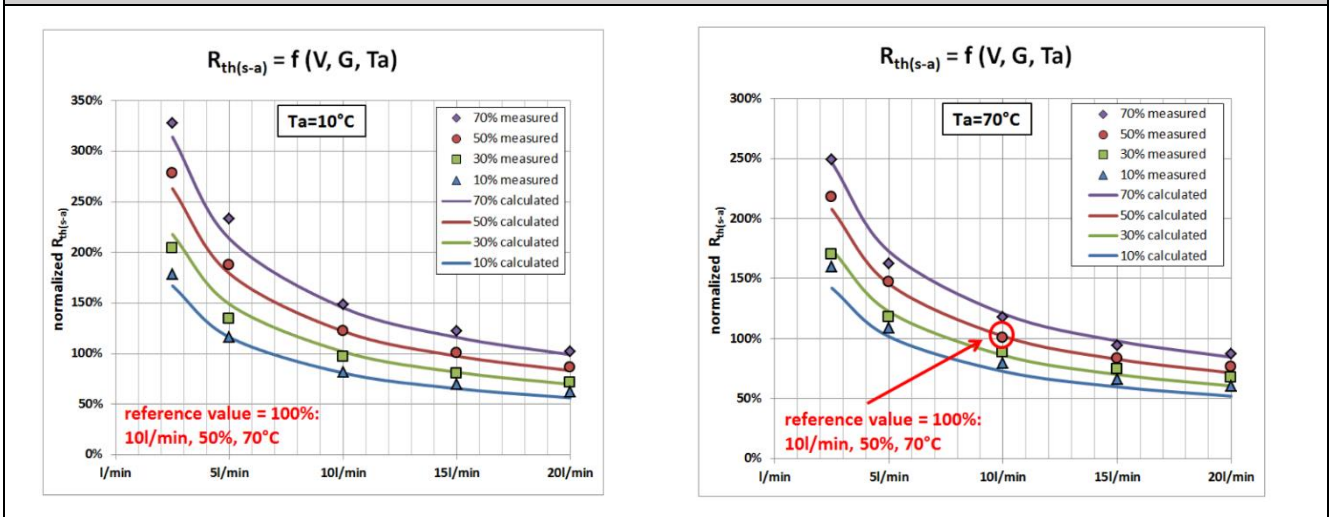 R_th(s-a) = f (V, G, Ta)
350%
300%
250%
200%
150%
100%
50%
0%
normalized R_th(s-a)
Ta=10°C
70% measured
50% measured
30% measured
10% measured
70% calculated
50% calculated
30% calculated
10% calculated
reference value = 100%:
10l/min, 50%, 70°C
l/min
5l/min
10l/min
15l/min
20l/min
R_th(s-a) = f (V, G, Ta)
300%
250%
200%
150%
100%
50%
0%
normalized R_th(s-a)
Ta=70°C
70% measured
50% measured
30% measured
10% measured
70% calculated
50% calculated
30% calculated
10% calculated
reference value = 100%:
10l/min, 50%, 70°C
l/min
5l/min
10l/min
15l/min
20l/min